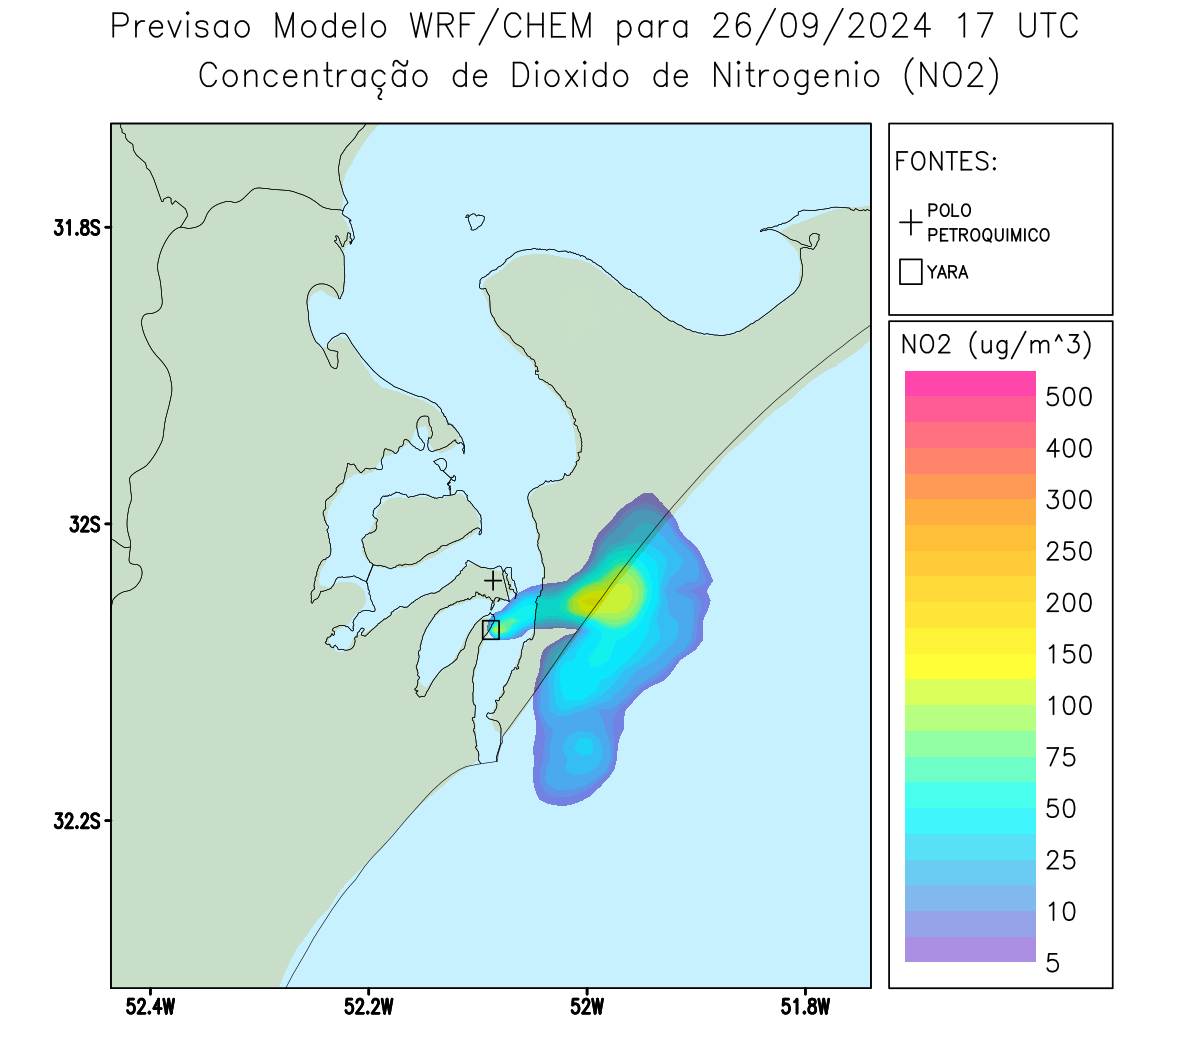 Previsao Modelo WRF/CHEM para 26/09/2024 17 UTC
Concentração de Dioxido de Nitrogenio (NO2)
FONTES:
POLO
PETROQUIMICO
YARA
NO2 (ug/m^3)
500
400
300
250
200
150
100
75
50
25
10
5
31.8S
32S
32.2S
52.4W
52.2W
52W
51.8W